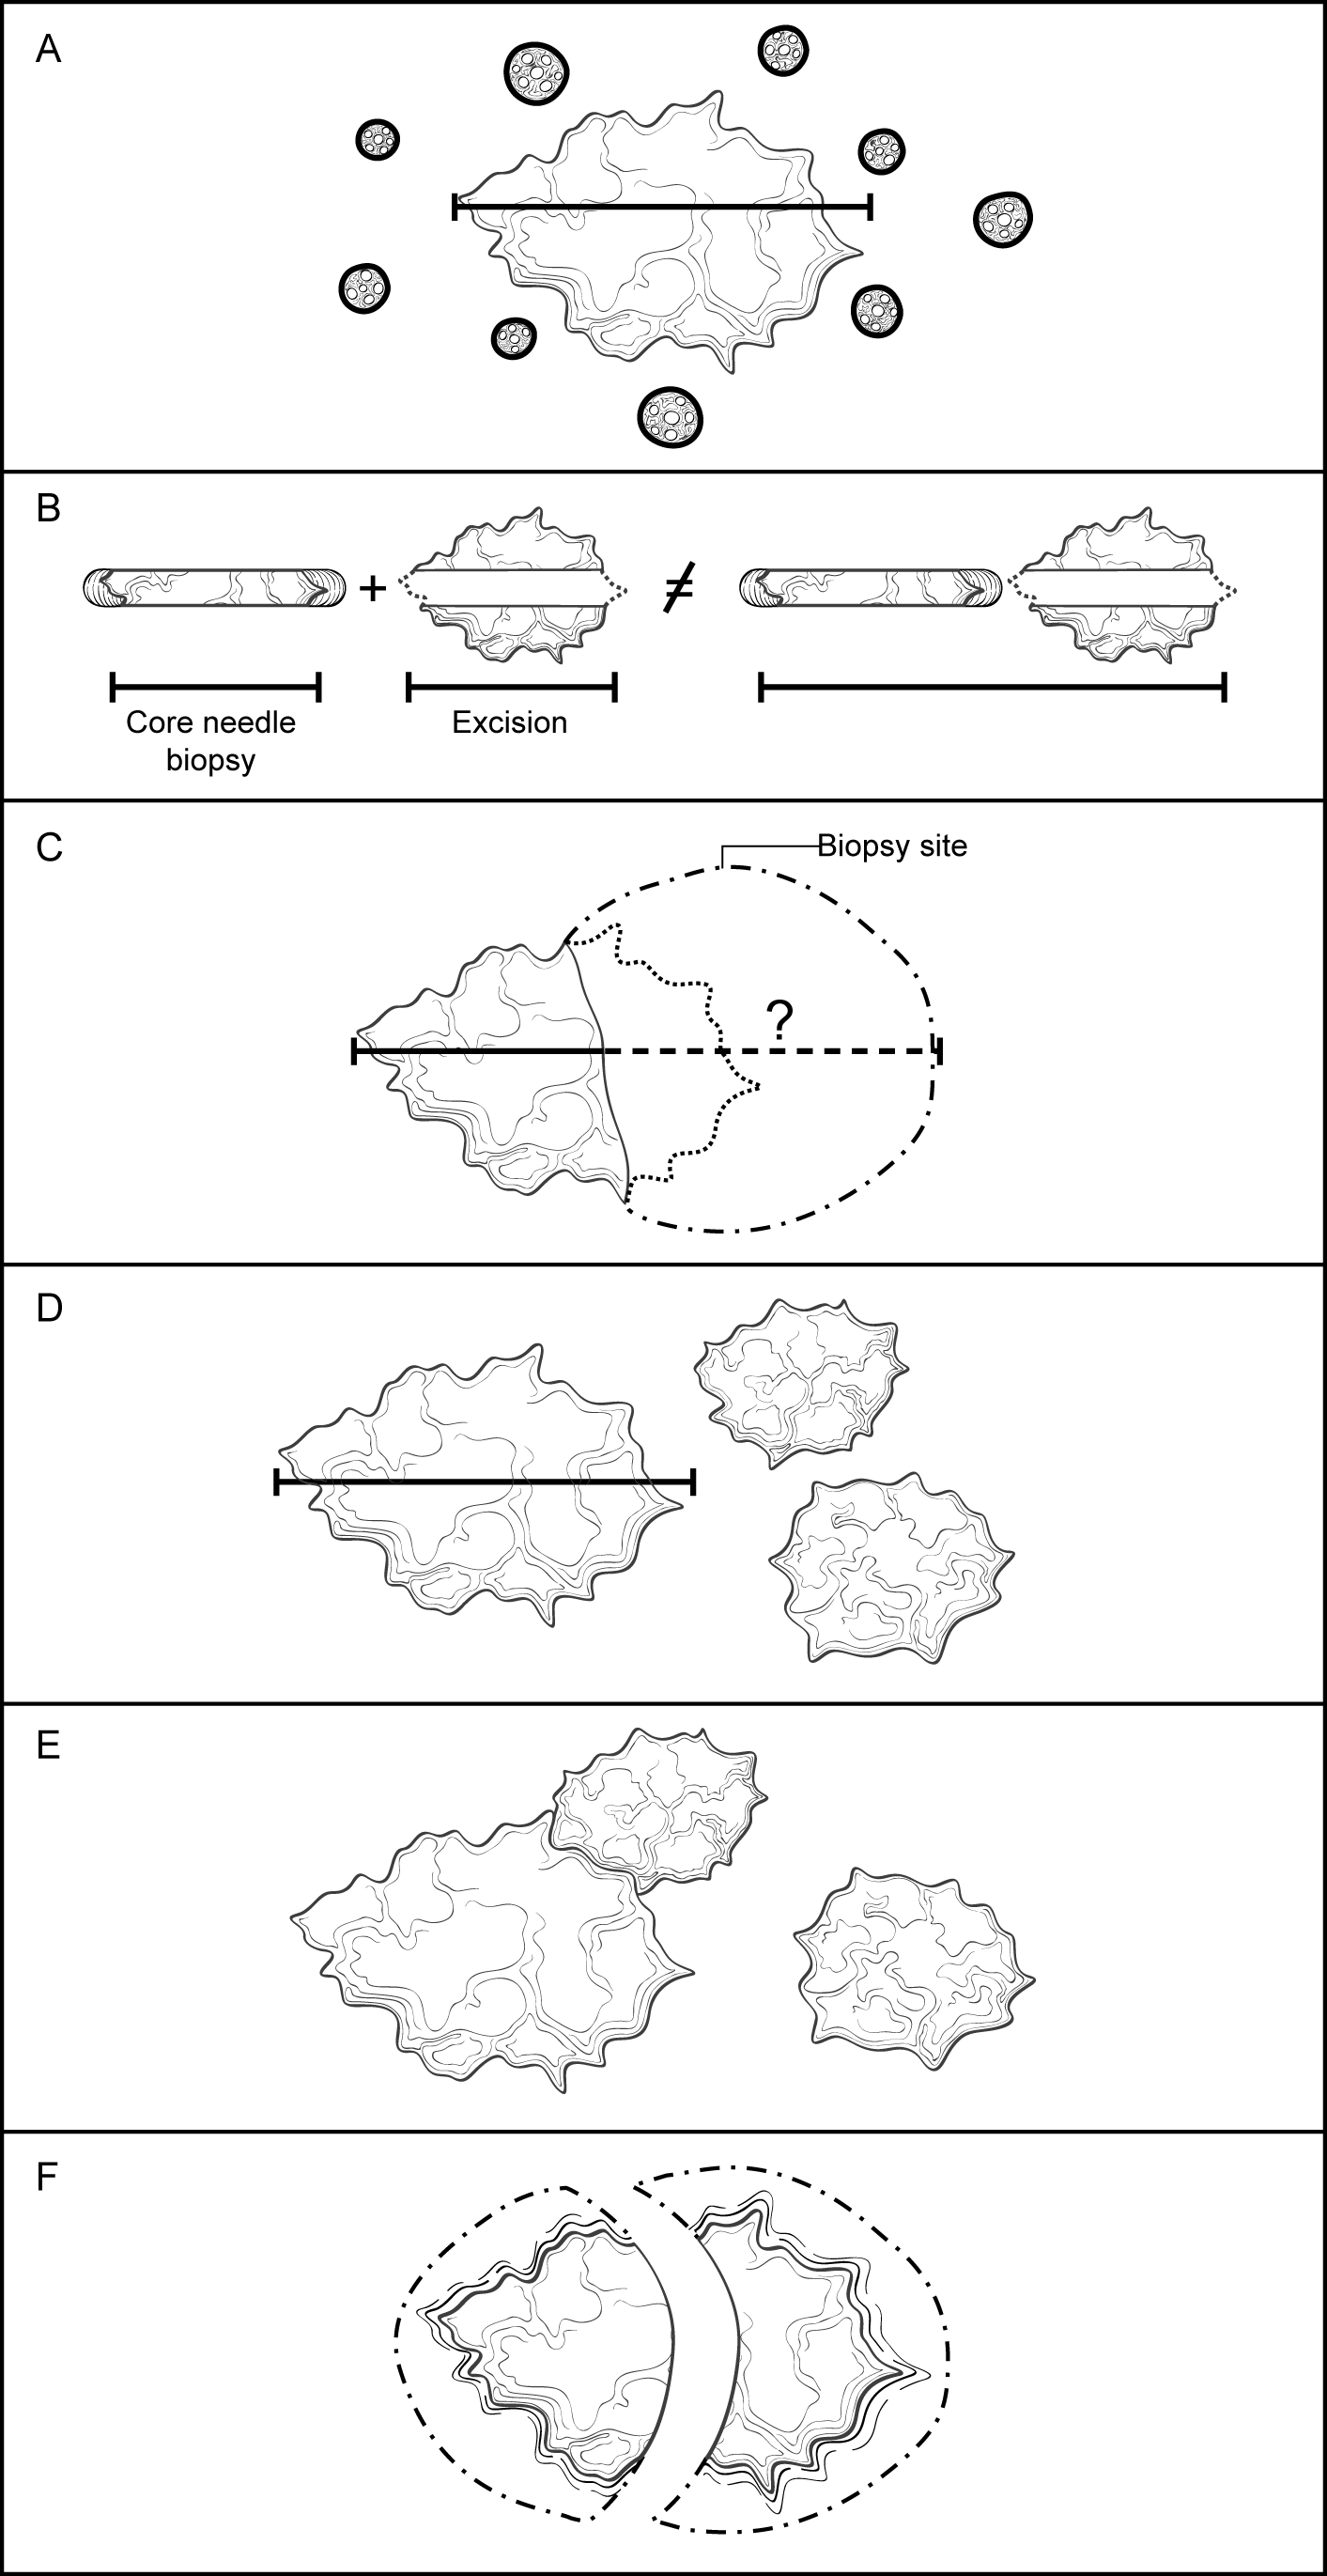 A
B
+
≠
Core needle
biopsy
Excision
C
Biopsy site
?
D
E
F